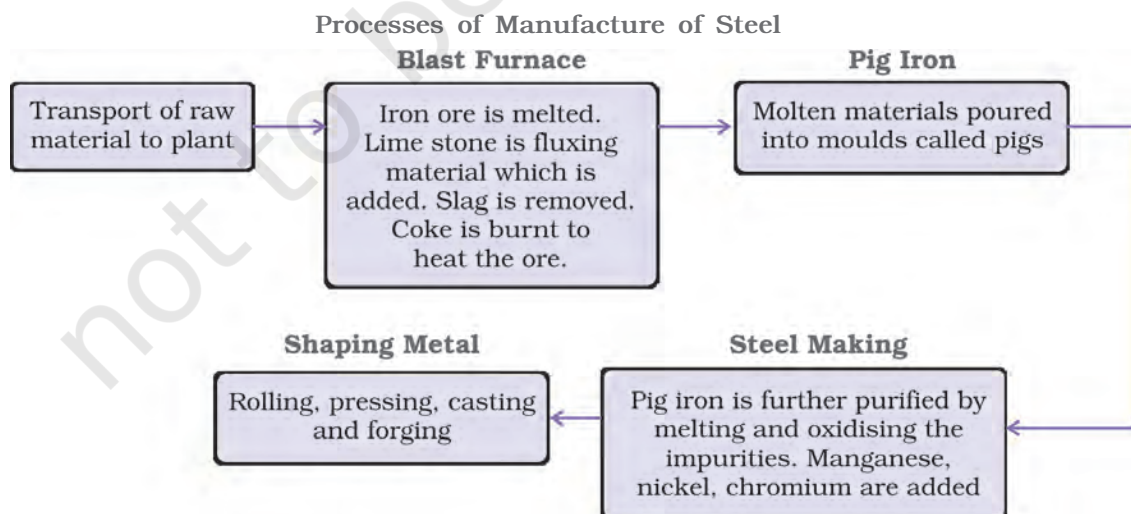 Processes of Manufacture of Steel
Blast Furnace
Pig Iron
Transport of raw
material to plant
Iron ore is melted.
Lime stone is fluxing
material which is
added. Slag is removed.
Coke is burnt to
heat the ore.
Molten materials poured
into moulds called pigs
Shaping Metal
Steel Making
Rolling, pressing, casting
and forging
Pig iron is further purified by
melting and oxidising the
impurities. Manganese,
nickel, chromium are added
not to b